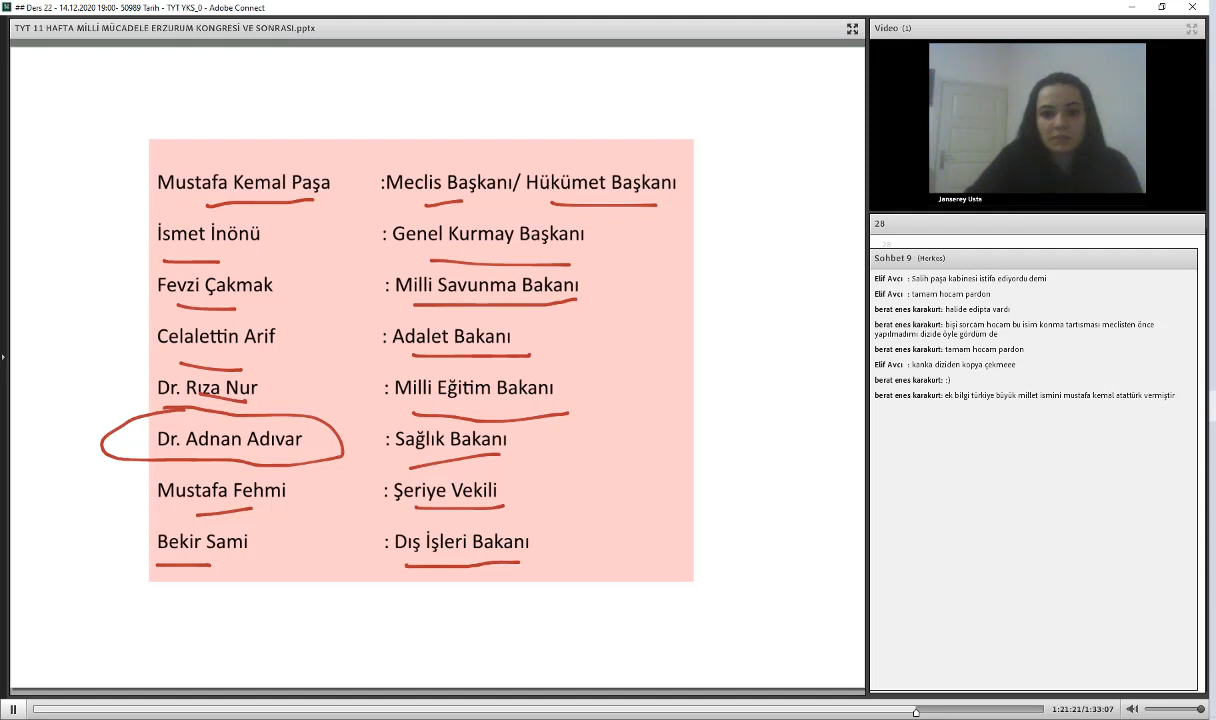 ## Ders 22 - 14.12.2020 19:00- 50989 Tarih - TYT YKS_0 - Adobe Connect
TYT 11 HAFTA MİLLİ MÜCADELE ERZURUM KONGRESİ VE SONRASI.pptx
Mustafa Kemal Paşa :Meclis Başkanı/ Hükümet Başkanı
İsmet İnönü : Genel Kurmay Başkanı
Fevzi Çakmak : Milli Savunma Bakanı
Celalettin Arif : Adalet Bakanı
Dr. Rıza Nur : Milli Eğitim Bakanı
Dr. Adnan Adıvar : Sağlık Bakanı
Mustafa Fehmi : Şeriye Vekili
Bekir Sami : Dış İşleri Bakanı
Video (1)
Janserey Usta
28
28
Sohbet 9 (Herkes)
Elif Avcı : Salih paşa kabinesi istifa ediyordu demi
Elif Avcı : tamam hocam pardon
berat enes karakurt: halide edipta vardı
berat enes karakurt: bişi sorcam hocam bu isim konma tartısması meclisten önce
yapılmadımı dizide öyle gördüm de
berat enes karakurt: tamam hocam pardon
Elif Avcı : kanka diziden kopya çekmeee
berat enes karakurt: :)
berat enes karakurt: ek bilgi türkiye büyük millet ismini mustafa kemal atattürk vermiştir
1:21:21/1:33:07